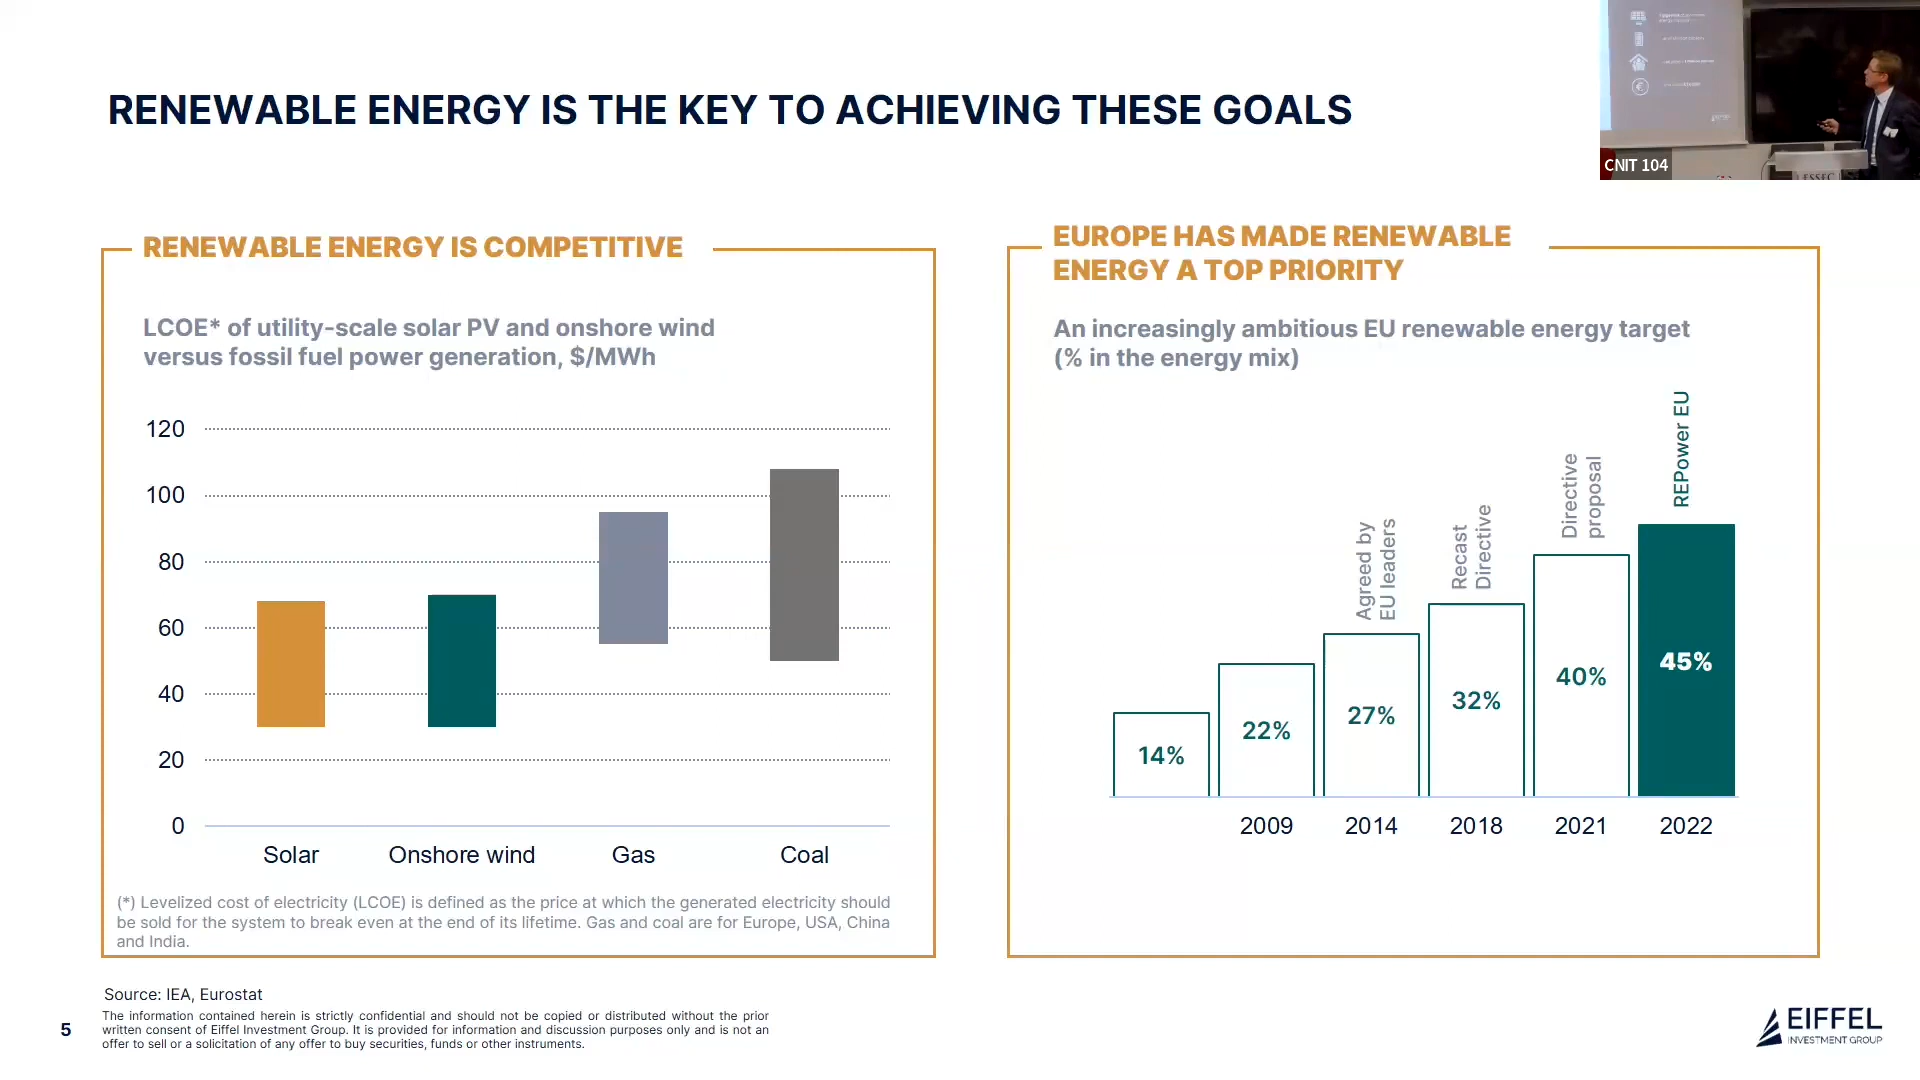 RENEWABLE ENERGY IS THE KEY TO ACHIEVING THESE GOALS
CNIT 104
ESSEC
RENEWABLE ENERGY IS COMPETITIVE
LCOE* of utility-scale solar PV and onshore wind
versus fossil fuel power generation, $/MWh
120
100
80
60
40
20
0
Solar
Onshore wind
Gas
Coal
(*) Levelized cost of electricity (LCOE) is defined as the price at which the generated electricity should
be sold for the system to break even at the end of its lifetime. Gas and coal are for Europe, USA, China
and India.
EUROPE HAS MADE RENEWABLE
ENERGY A TOP PRIORITY
An increasingly ambitious EU renewable energy target
(% in the energy mix)
Agreed by
EU leaders
Recast
Directive
Directive
proposal
REPower EU
14%
22%
27%
32%
40%
45%
2009
2014
2018
2021
2022
Source: IEA, Eurostat
5
The information contained herein is strictly confidential and should not be copied or distributed without the prior
written consent of Eiffel Investment Group. It is provided for information and discussion purposes only and is not an
offer to sell or a solicitation of any offer to buy securities, funds or other instruments.
EIFFEL
INVESTMENT GROUP